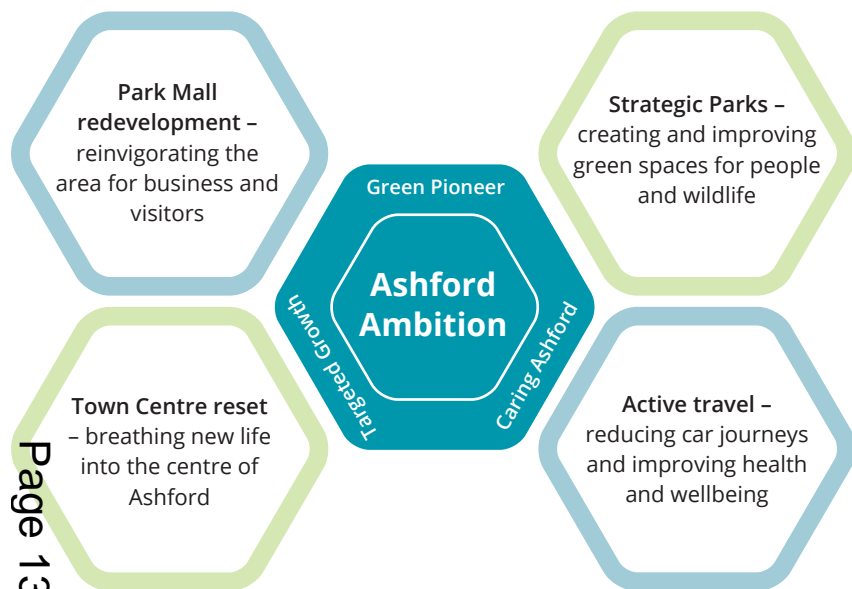 Park Mall
redevelopment –
reinvigorating the
area for business and
visitors
Strategic Parks –
creating and improving
green spaces for people
and wildlife
Green Pioneer
Ashford
Ambition
Targeted Growth
Caring Ashford
Town Centre reset
– breathing new life
into the centre of
Ashford
Active travel –
reducing car journeys
and improving health
and wellbeing
Page 13